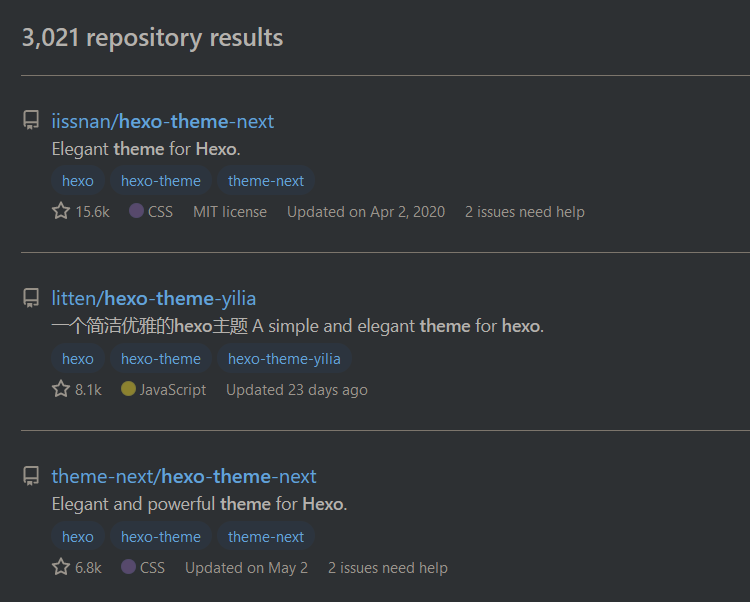 3,021 repository results
iissnan/hexo-theme-next
Elegant theme for Hexo.
hexo hexo-theme theme-next
15.6k CSS MIT license Updated on Apr 2, 2020 2 issues need help
litten/hexo-theme-yilia
一个简洁优雅的hexo主题 A simple and elegant theme for hexo.
hexo hexo-theme hexo-theme-yilia
8.1k JavaScript Updated 23 days ago
theme-next/hexo-theme-next
Elegant and powerful theme for Hexo.
hexo hexo-theme theme-next
6.8k CSS Updated on May 2 2 issues need help